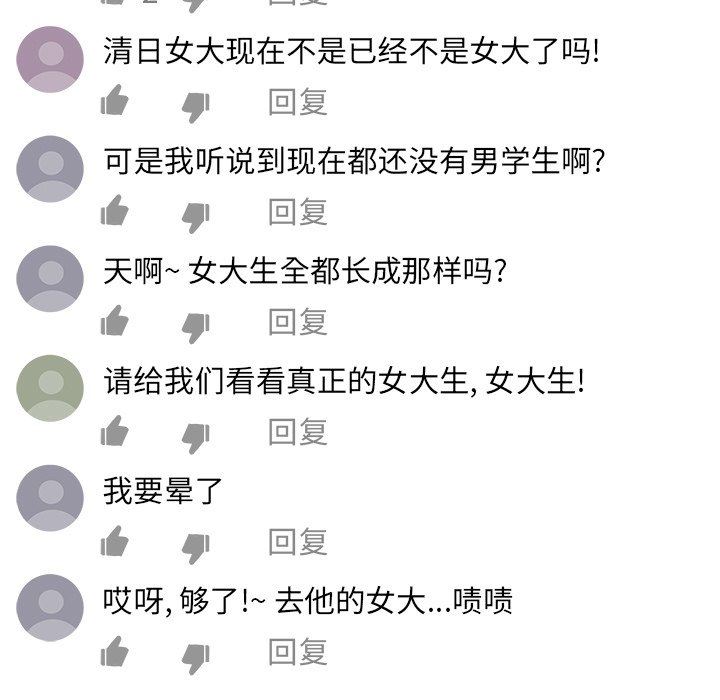 2 回复
清日女大现在不是已经不是女大了吗!
回复
可是我听说到现在都还没有男学生啊?
回复
天啊~ 女大生全都长成那样吗?
回复
请给我们看看真正的女大生, 女大生!
回复
我要晕了
回复
哎呀, 够了!~ 去他的女大...啧啧
回复